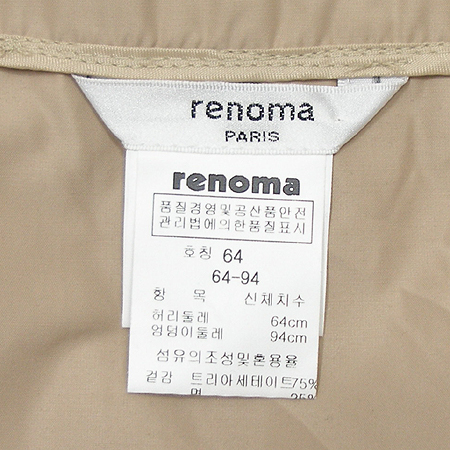 renoma
PARIS
renoma
품질경영및공산품안전
관리법에의한품질표시
호칭 64
64-94
항 목 신체치수
허리둘레 64cm
엉덩이둘레 94cm
섬유의조성및혼용율
겉감 트리아세테이트75%
면 25%